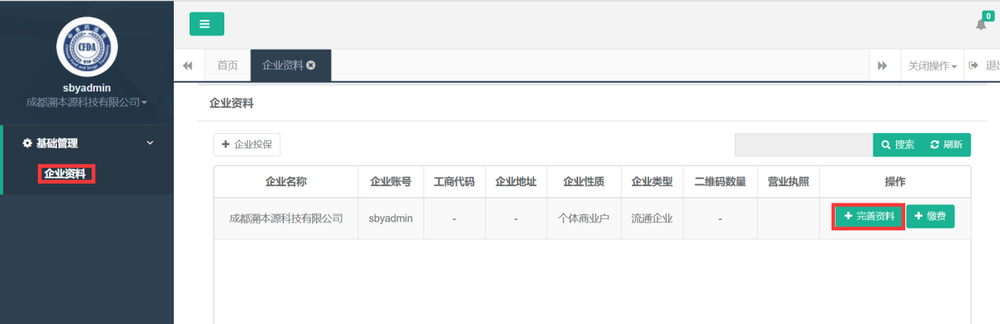 CFDA
VIP
sbyadmin
成都溯本源科技有限公司
基础管理
企业资料
0
首页
企业资料
关闭操作
退出
企业资料
企业投保
搜索
刷新
企业名称 企业账号 工商代码 企业地址 企业性质 企业类型 二维码数量 营业执照 操作
成都溯本源科技有限公司 sbyadmin - - 个体商业户 流通企业 - 完善资料 缴费